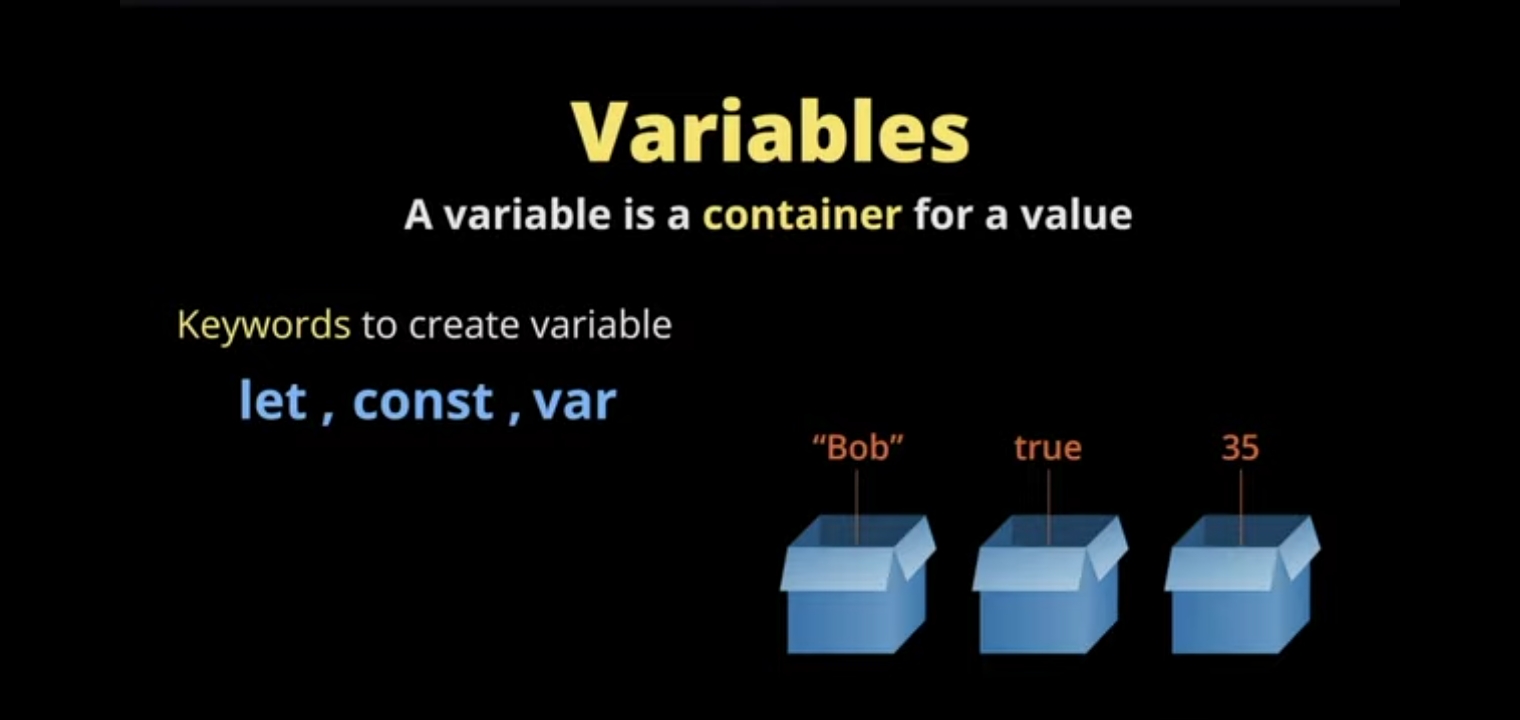 Variables
A variable is a container for a value
Keywords to create variable
let , const , var
“Bob” true 35